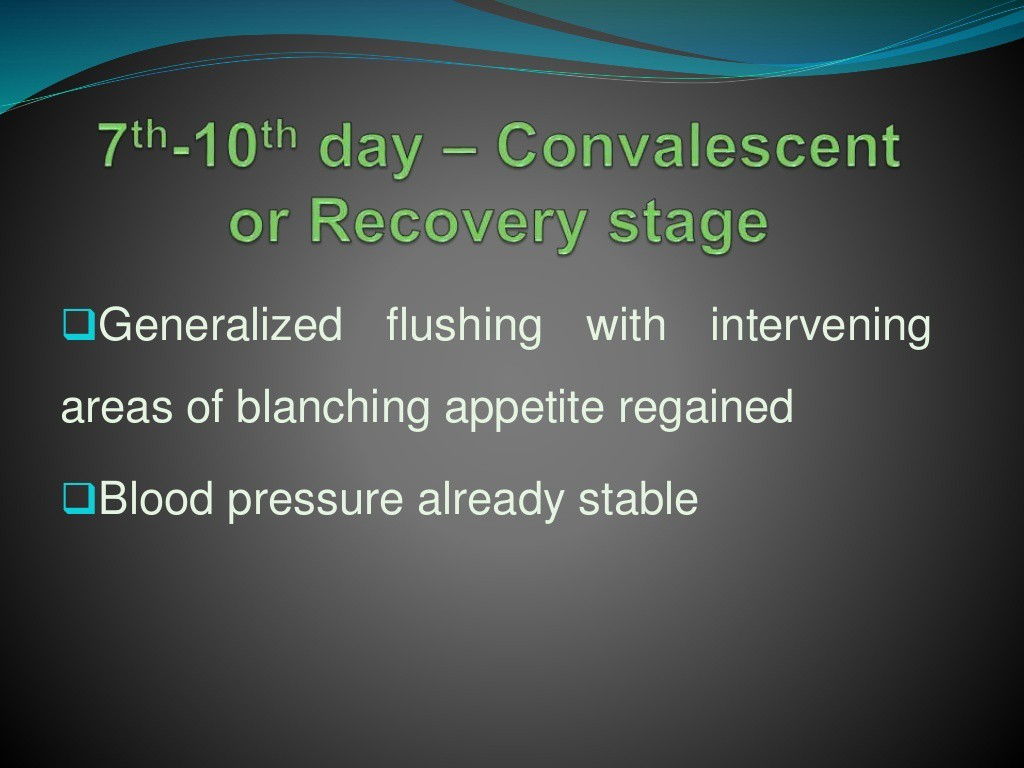 7th-10th day – Convalescent
or Recovery stage
❑Generalized flushing with intervening
areas of blanching appetite regained
❑Blood pressure already stable